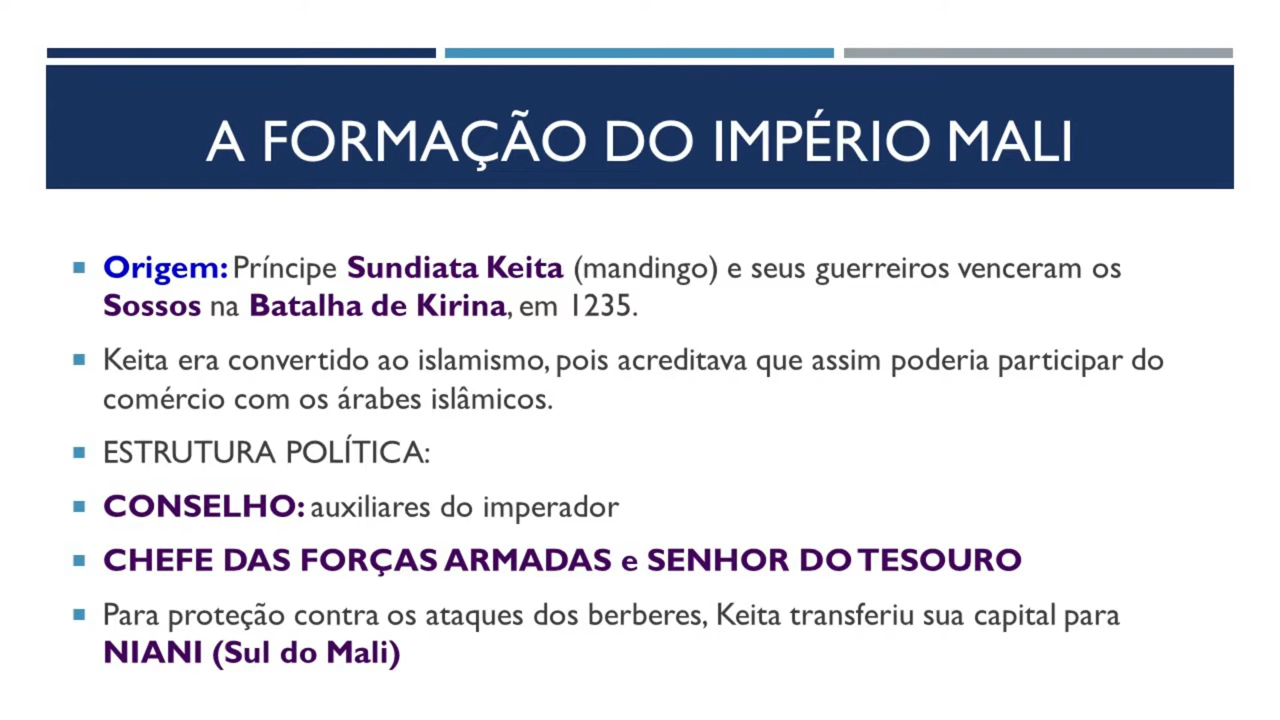 A FORMAÇÃO DO IMPÉRIO MALI
Origem: Príncipe Sundiata Keita (mandingo) e seus guerreiros venceram os
Sossos na Batalha de Kirina, em 1235.
Keita era convertido ao islamismo, pois acreditava que assim poderia participar do
comércio com os árabes islâmicos.
ESTRUTURA POLÍTICA:
CONSELHO: auxiliares do imperador
CHEFE DAS FORÇAS ARMADAS e SENHOR DO TESOURO
Para proteção contra os ataques dos berberes, Keita transferiu sua capital para
NIANI (Sul do Mali)